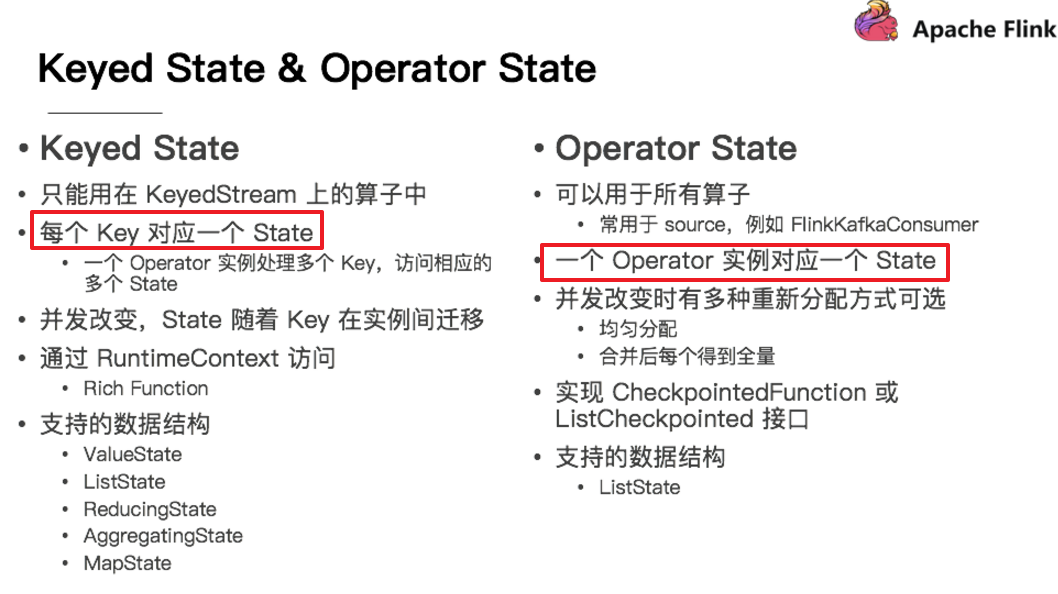 Apache Flink
Keyed State & Operator State
• Keyed State
• 只能用在 KeyedStream 上的算子中
• 每个 Key 对应一个 State
• 一个 Operator 实例处理多个 Key，访问相应的
多个 State
• 并发改变，State 随着 Key 在实例间迁移
• 通过 RuntimeContext 访问
• Rich Function
• 支持的数据结构
• ValueState
• ListState
• ReducingState
• AggregatingState
• MapState
• Operator State
• 可以用于所有算子
• 常用于 source，例如 FlinkKafkaConsumer
• 一个 Operator 实例对应一个 State
• 并发改变时有多种重新分配方式可选
• 均匀分配
• 合并后每个得到全量
• 实现 CheckpointedFunction 或
ListCheckpointed 接口
• 支持的数据结构
• ListState